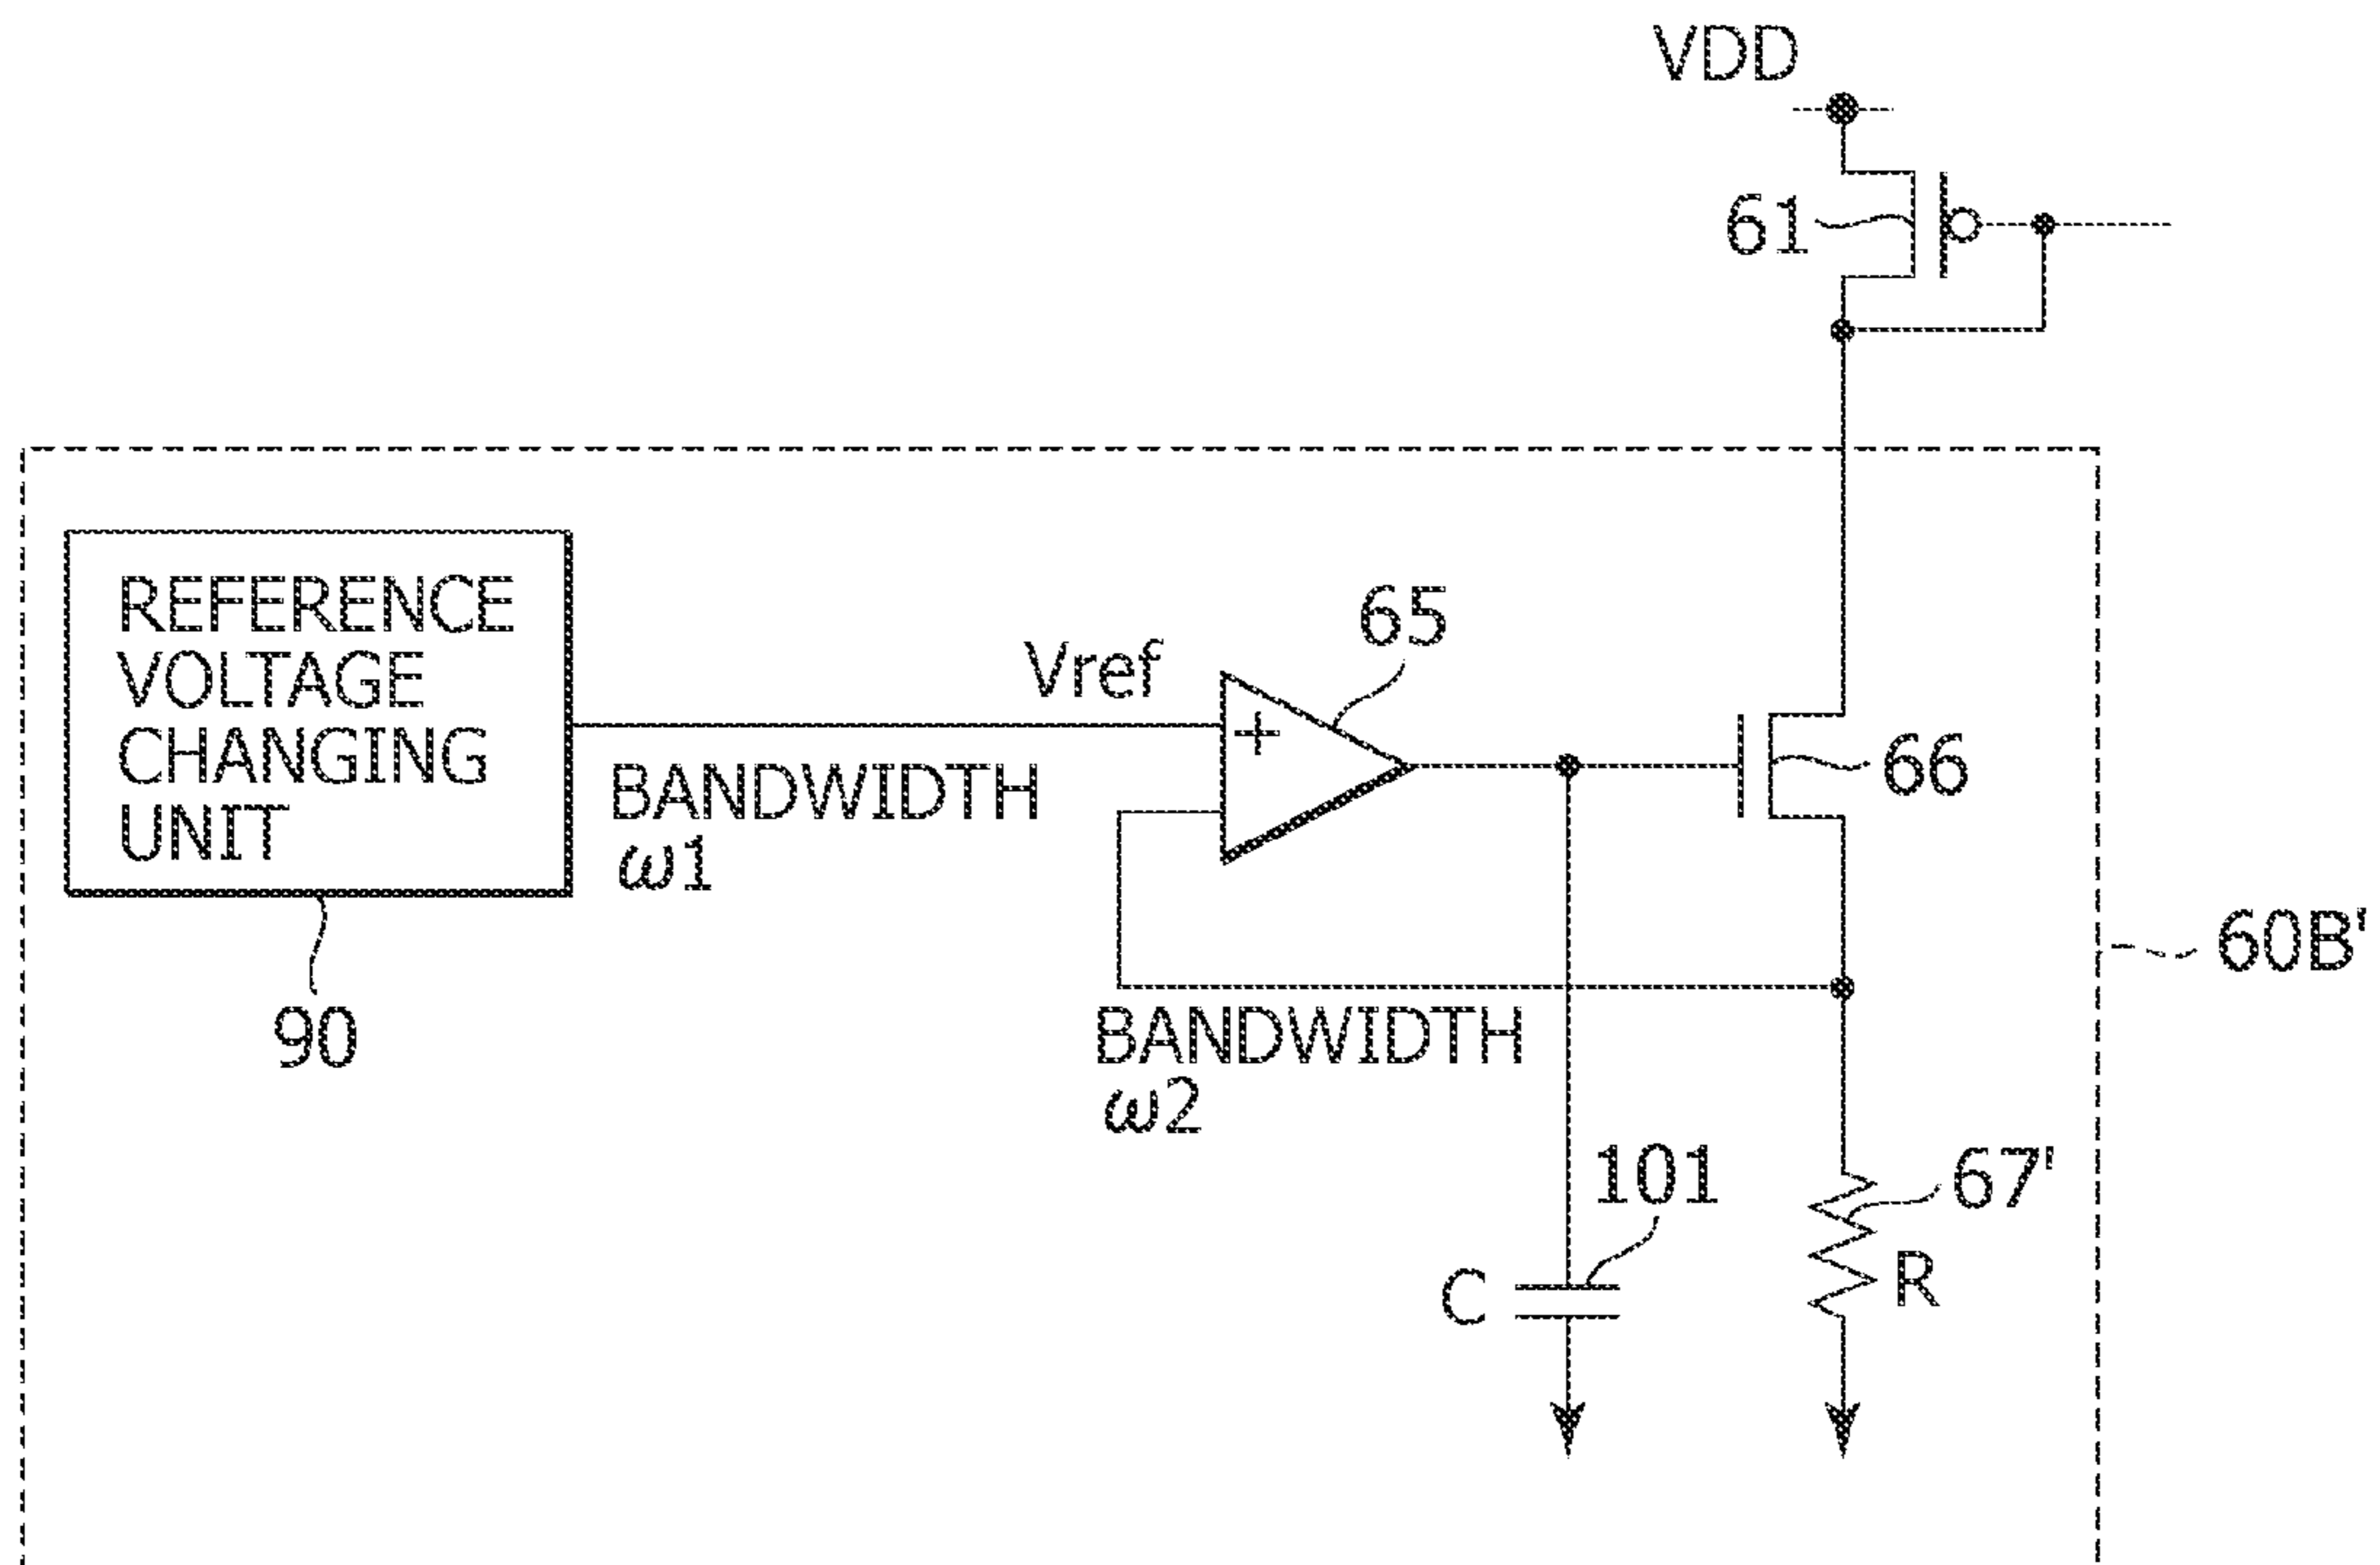 VDD
61
REFERENCE
VOLTAGE
CHANGING
UNIT
90
Vref
BANDWIDTH
ω1
+
65
66
60B'
BANDWIDTH
ω2
101
C
67'
R